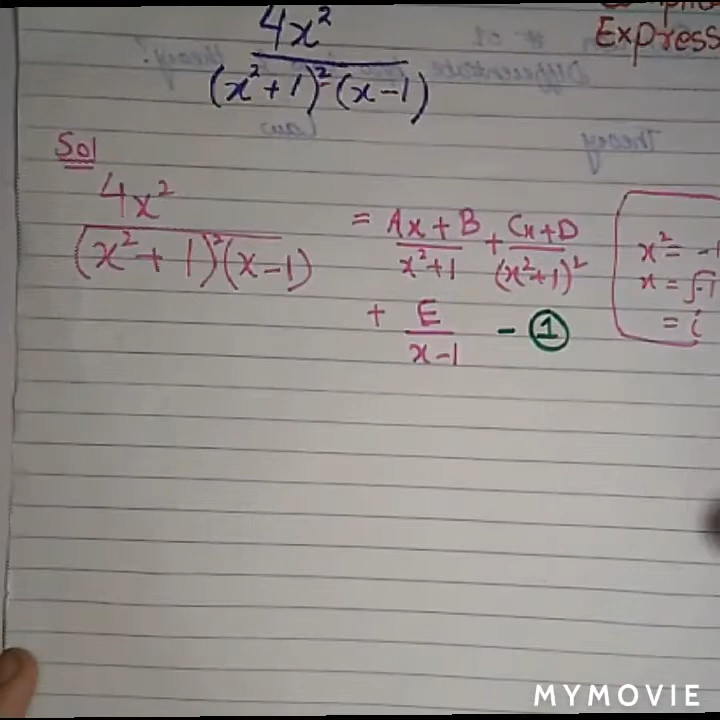 4x²
Express
(x²+1)²(x-1)
Sol
4x²
(x²+1)²(x-1)
= Ax+B / x²+1 + Cx+D / (x²+1)²
+ E / x-1 - ①
x² = -1
x = √-1
= i
MYMOVIE